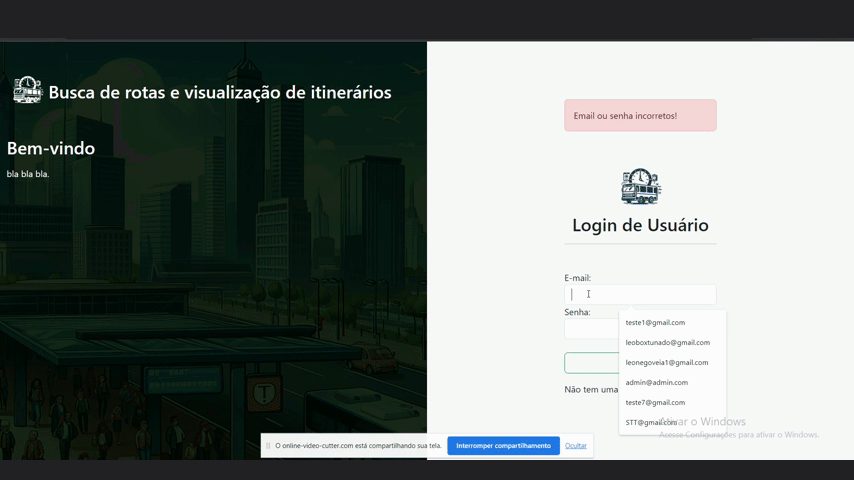 Busca de rotas e visualização de itinerários
Bem-vindo
bla bla bla.
Email ou senha incorretos!
Login de Usuário
E-mail:
Senha:
teste1@gmail.com
leoboxtunado@gmail.com
leonegoveia1@gmail.com
admin@admin.com
teste7@gmail.com
STT@gmail.com
Não tem uma
Ativar o Windows
Acesse Configurações para ativar o Windows.
O online-video-cutter.com está compartilhando sua tela.
Interromper compartilhamento
Ocultar
T